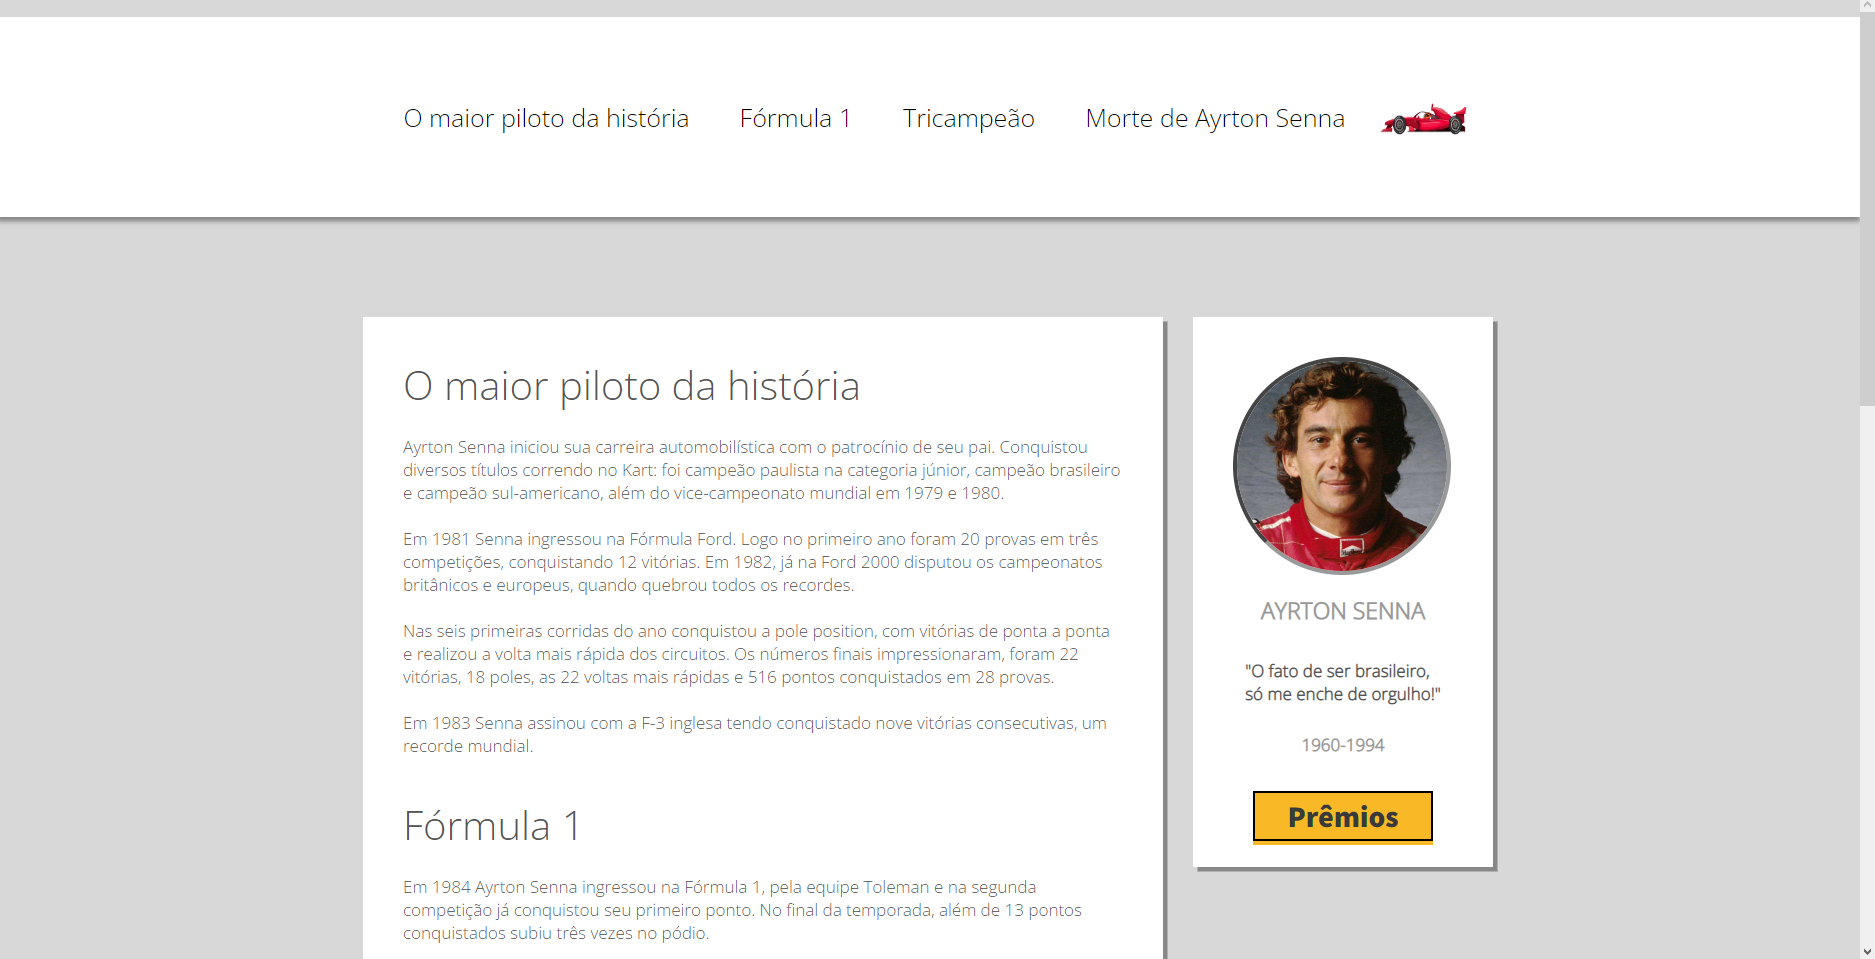 O maior piloto da história
Fórmula 1
Tricampeão
Morte de Ayrton Senna
O maior piloto da história
Ayrton Senna iniciou sua carreira automobilística com o patrocínio de seu pai. Conquistou
diversos títulos correndo no Kart: foi campeão paulista na categoria júnior, campeão brasileiro
e campeão sul-americano, além do vice-campeonato mundial em 1979 e 1980.
Em 1981 Senna ingressou na Fórmula Ford. Logo no primeiro ano foram 20 provas em três
competições, conquistando 12 vitórias. Em 1982, já na Ford 2000 disputou os campeonatos
britânicos e europeus, quando quebrou todos os recordes.
Nas seis primeiras corridas do ano conquistou a pole position, com vitórias de ponta a ponta
e realizou a volta mais rápida dos circuitos. Os números finais impressionaram, foram 22
vitórias, 18 poles, as 22 voltas mais rápidas e 516 pontos conquistados em 28 provas.
Em 1983 Senna assinou com a F-3 inglesa tendo conquistado nove vitórias consecutivas, um
recorde mundial.
Fórmula 1
Em 1984 Ayrton Senna ingressou na Fórmula 1, pela equipe Toleman e na segunda
competição já conquistou seu primeiro ponto. No final da temporada, além de 13 pontos
conquistados subiu três vezes no pódio.
AYRTON SENNA
"O fato de ser brasileiro,
só me enche de orgulho!"
1960-1994
Prêmios